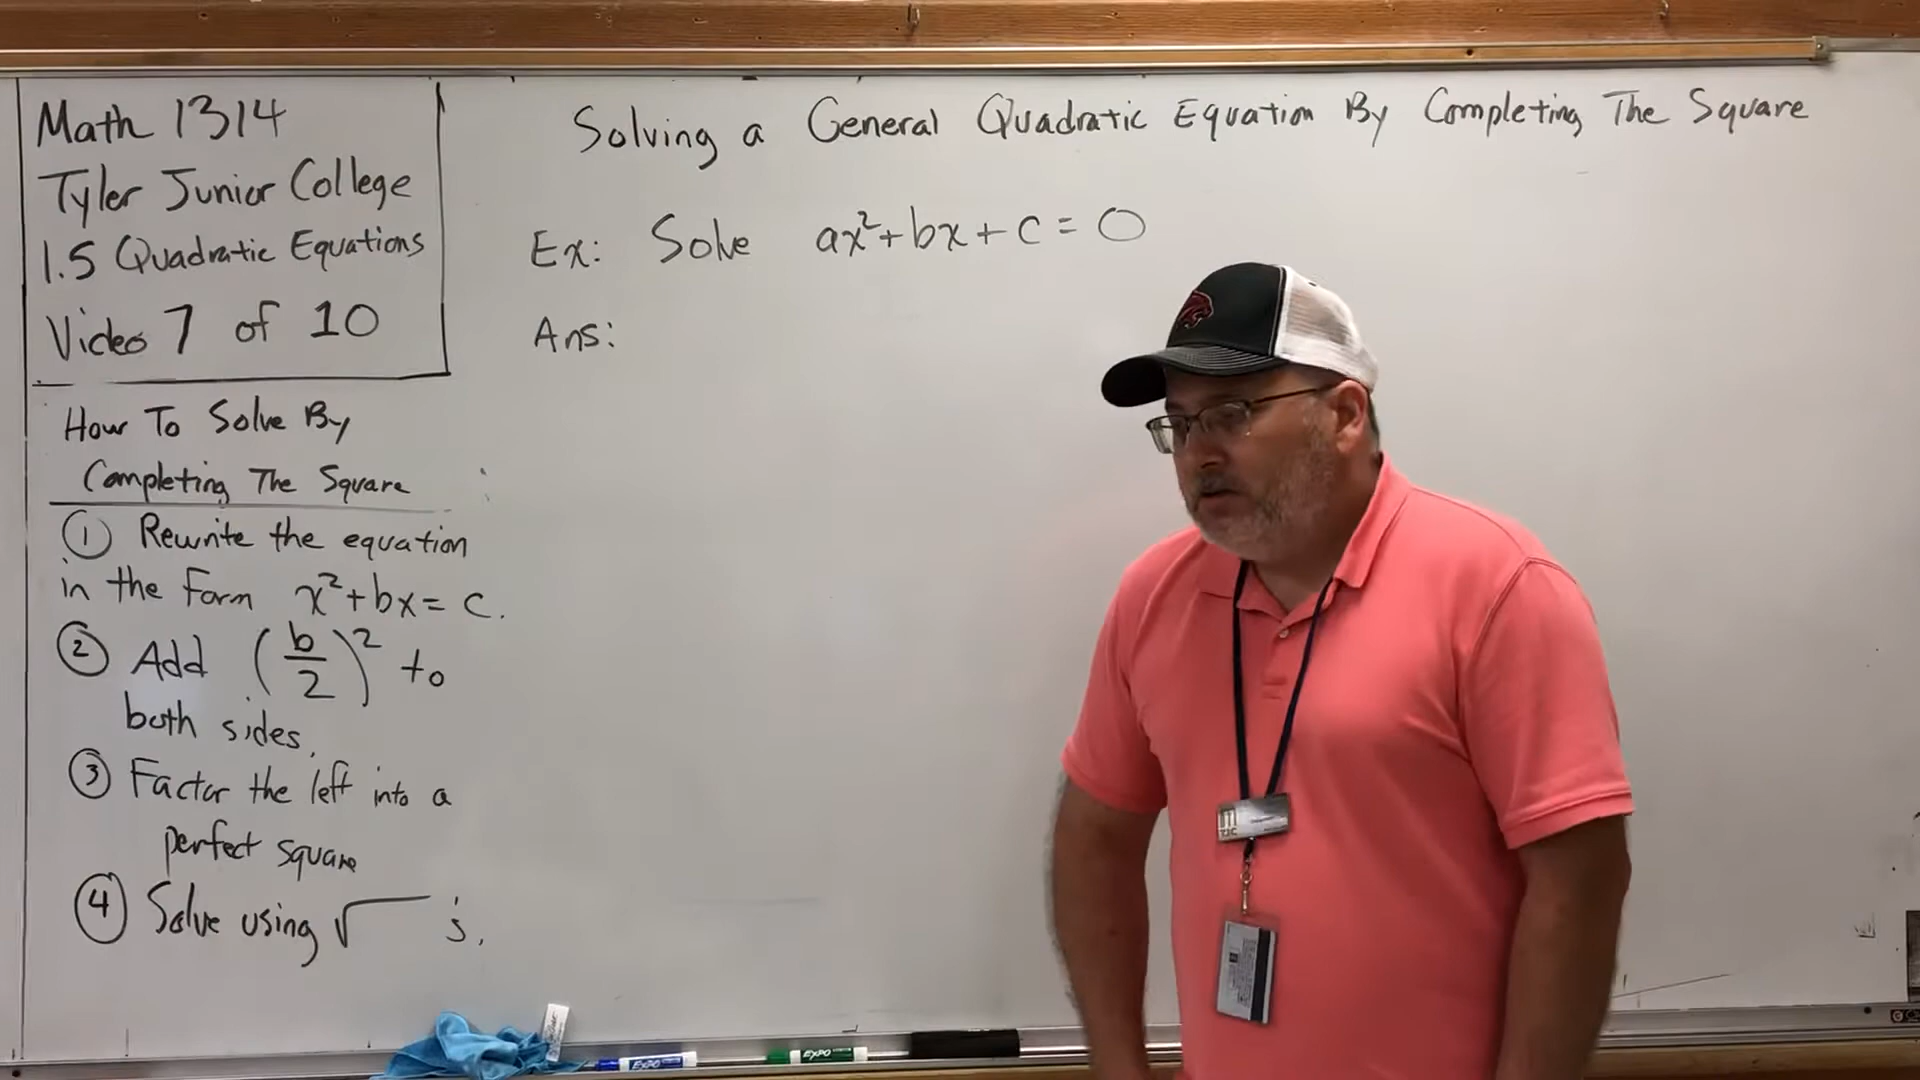 Math 1314
Tyler Junior College
1.5 Quadratic Equations
Video 7 of 10
How To Solve By
Completing The Square
① Rewrite the equation
in the form x²+bx= c.
② Add (b/2)² to
both sides.
③ Factor the left into a
perfect square
④ Solve using √ 's.
Solving a General Quadratic Equation By Completing The Square
Ex: Solve ax²+bx+c=0
Ans:
TJC
EXPO
EXPO